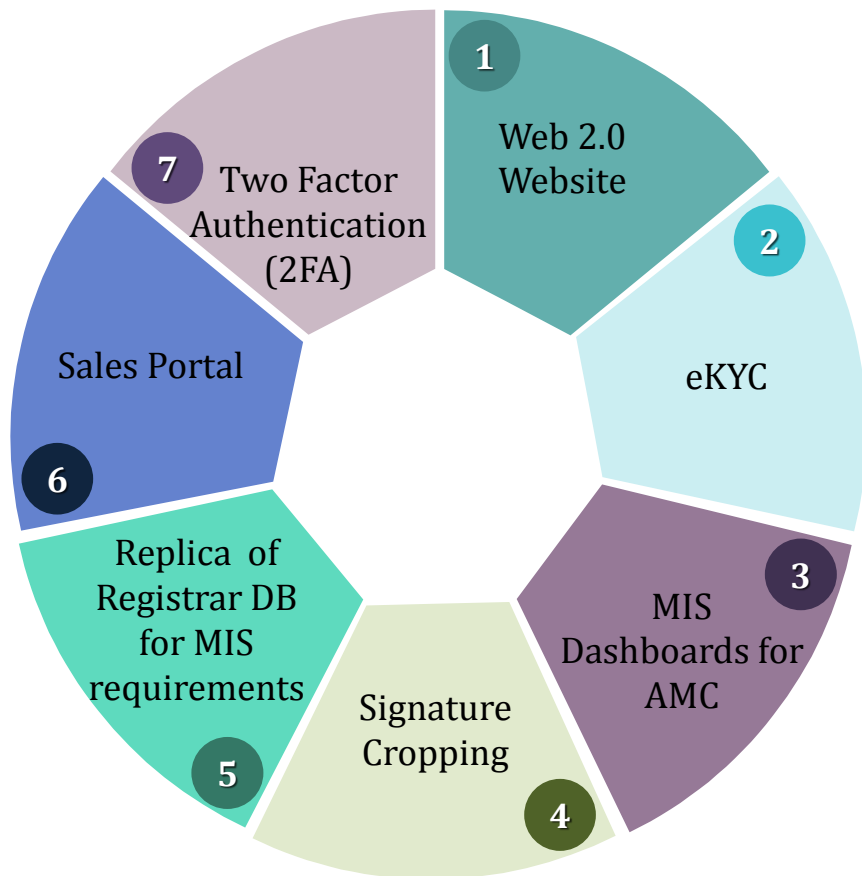 1
Web 2.0
Website
2
eKYC
3
MIS
Dashboards for
AMC
4
Signature
Cropping
5
Replica of
Registrar DB
for MIS
requirements
6
Sales Portal
7
Two Factor
Authentication
(2FA)